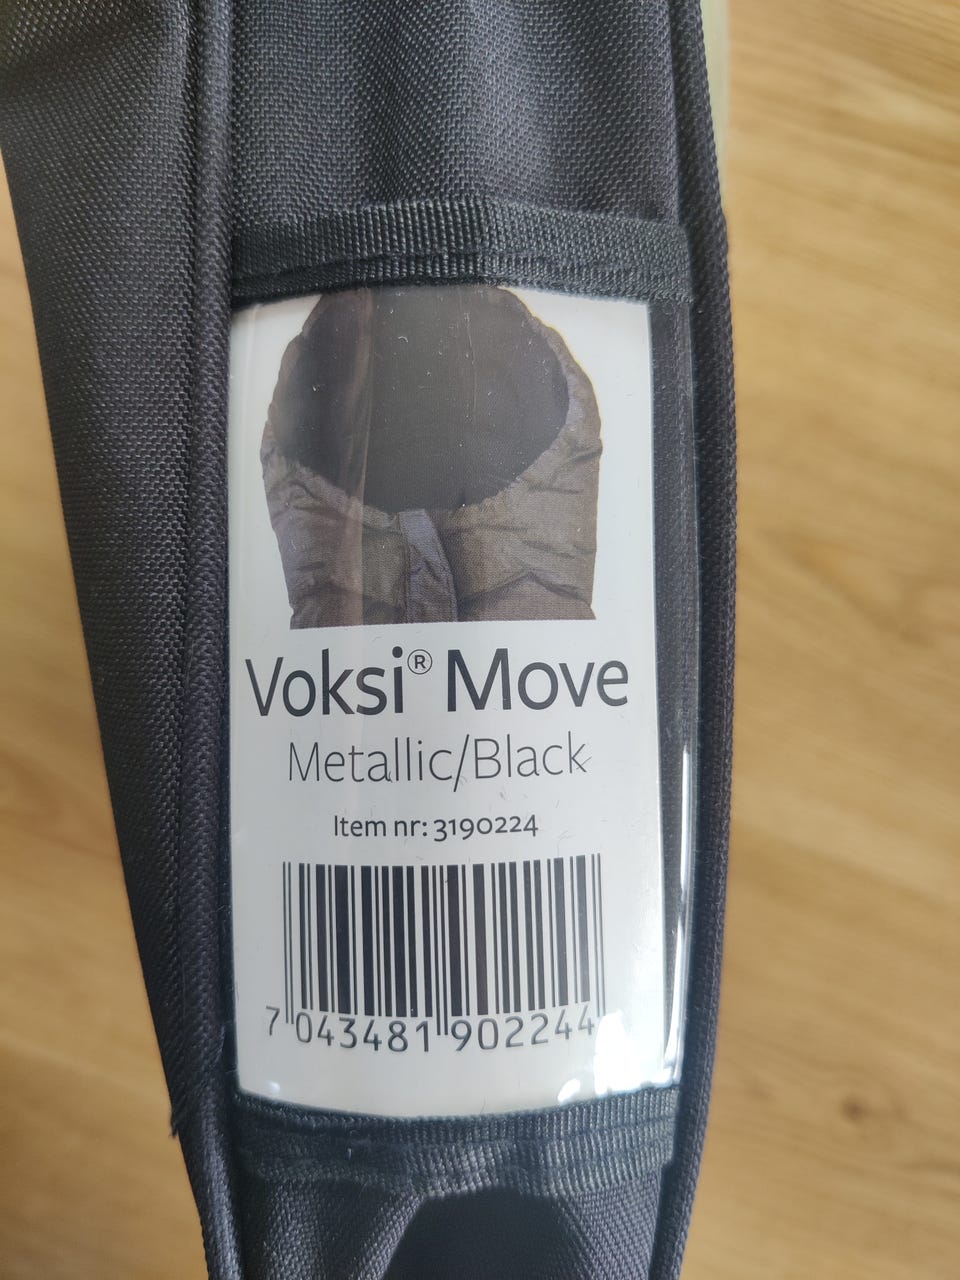 Voksi® Move
Metallic/Black
Item nr: 3190224
7 043481 902244